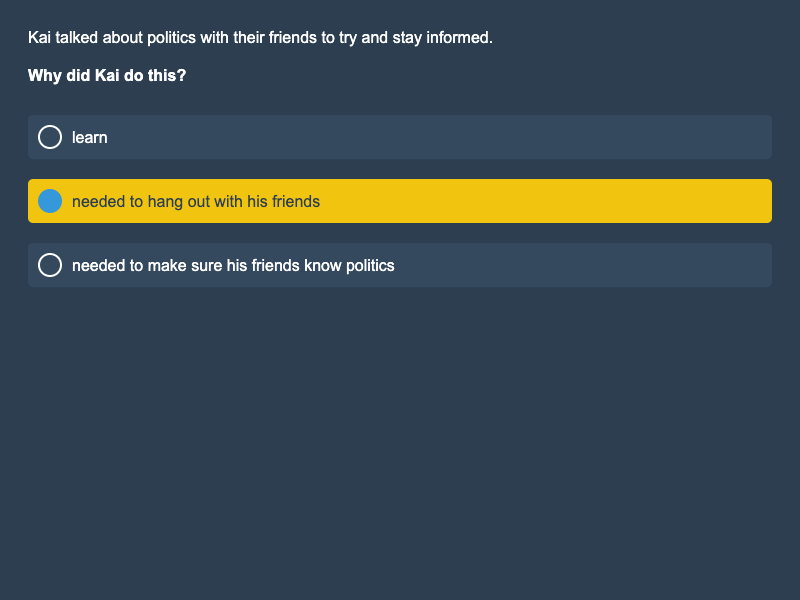 Kai talked about politics with their friends to try and stay informed.
Why did Kai do this?
learn
needed to hang out with his friends
needed to make sure his friends know politics